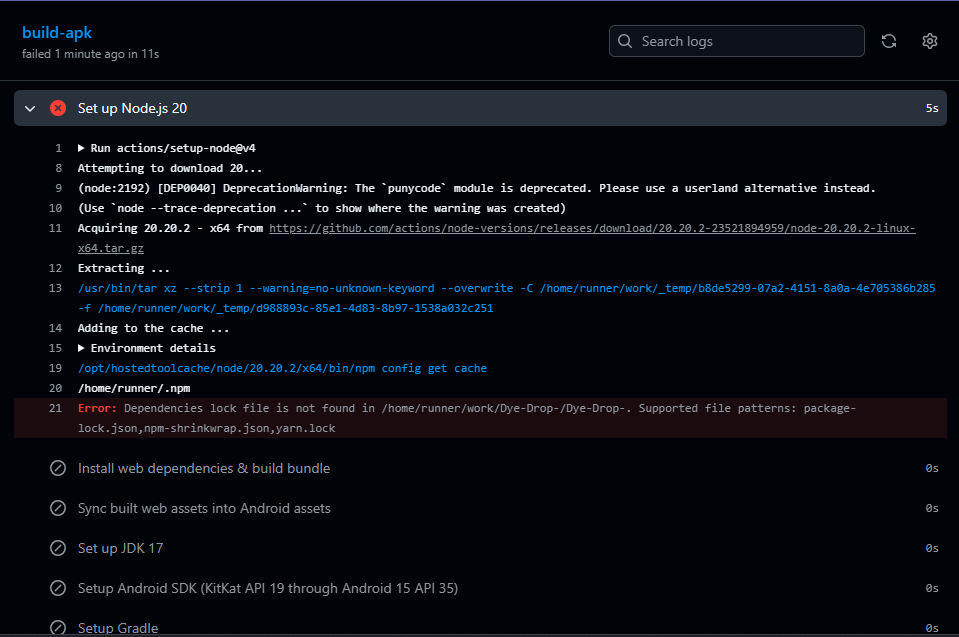 build-apk
failed 1 minute ago in 11s
Search logs
Set up Node.js 20
5s
1 Run actions/setup-node@v4
8 Attempting to download 20...
9 (node:2192) [DEP0040] DeprecationWarning: The `punycode` module is deprecated. Please use a userland alternative instead.
10 (Use `node --trace-deprecation ...` to show where the warning was created)
11 Acquiring 20.20.2 - x64 from https://github.com/actions/node-versions/releases/download/20.20.2-23521894959/node-20.20.2-linux-
x64.tar.gz
12 Extracting ...
13 /usr/bin/tar xz --strip 1 --warning=no-unknown-keyword --overwrite -C /home/runner/work/_temp/b8de5299-07a2-4151-8a0a-4e705386b285
-f /home/runner/work/_temp/d988893c-85e1-4d83-8b97-1538a032c251
14 Adding to the cache ...
15 Environment details
19 /opt/hostedtoolcache/node/20.20.2/x64/bin/npm config get cache
20 /home/runner/.npm
21 Error: Dependencies lock file is not found in /home/runner/work/Dye-Drop-/Dye-Drop-. Supported file patterns: package-
lock.json,npm-shrinkwrap.json,yarn.lock
Install web dependencies & build bundle
0s
Sync built web assets into Android assets
0s
Set up JDK 17
0s
Setup Android SDK (KitKat API 19 through Android 15 API 35)
0s
Setup Gradle
0s